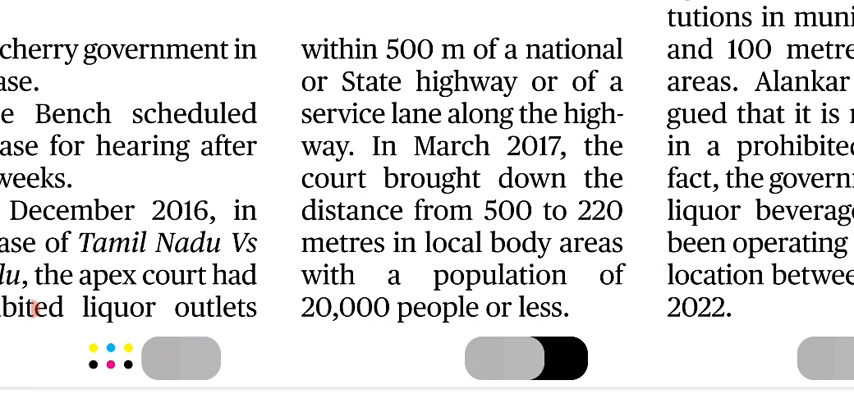 cherry government in
ase.
e Bench scheduled
ase for hearing after
weeks.
December 2016, in
ase of Tamil Nadu Vs
lu, the apex court had
bited liquor outlets
within 500 m of a national
or State highway or of a
service lane along the high-
way. In March 2017, the
court brought down the
distance from 500 to 220
metres in local body areas
with a population of
20,000 people or less.
tutions in muni
and 100 metre
areas. Alankar
gued that it is
in a prohibited
fact, the govern
liquor beverage
been operating
location betwee
2022.